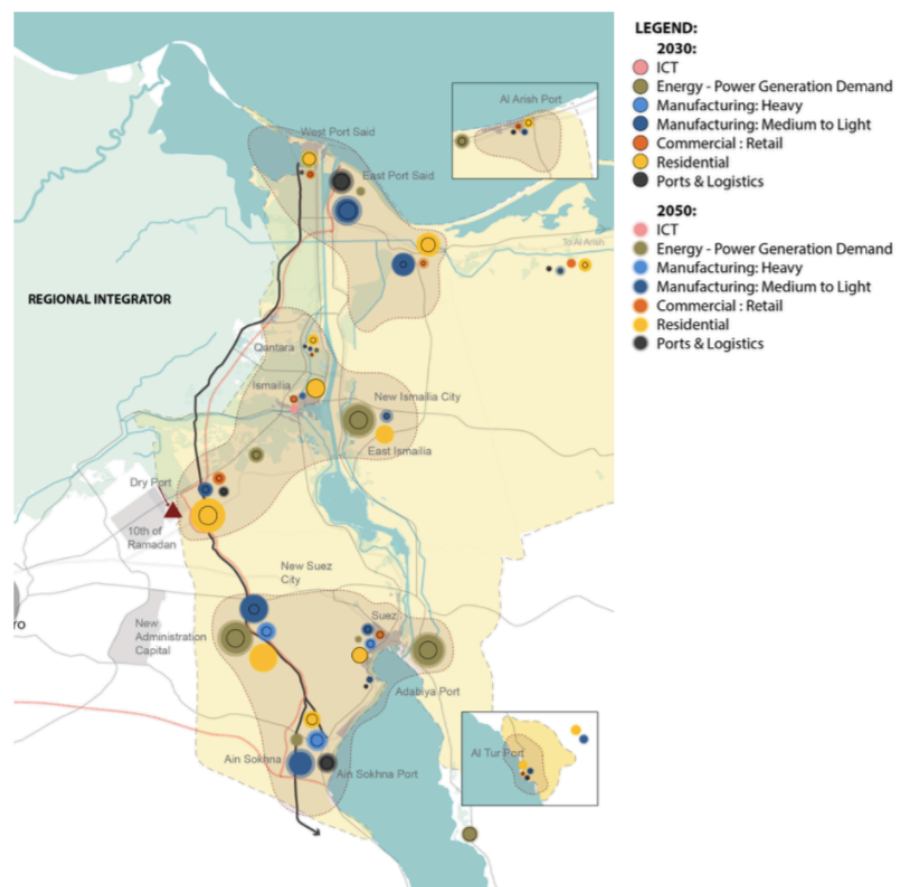 LEGEND:
2030:
ICT
Energy - Power Generation Demand
Manufacturing: Heavy
Manufacturing: Medium to Light
Commercial : Retail
Residential
Ports & Logistics
2050:
ICT
Energy - Power Generation Demand
Manufacturing: Heavy
Manufacturing: Medium to Light
Commercial : Retail
Residential
Ports & Logistics
Al Arish Port
West Port Said
East Port Said
To Al Arish
REGIONAL INTEGRATOR
Qantara
Ismailia
New Ismailia City
East Ismailia
Dry Port
10th of
Ramadan
New Suez
City
ro
New
Administration
Capital
Suez
Adabiya Port
Al Tur Port
Ain Sokhna
Ain Sokhna Port